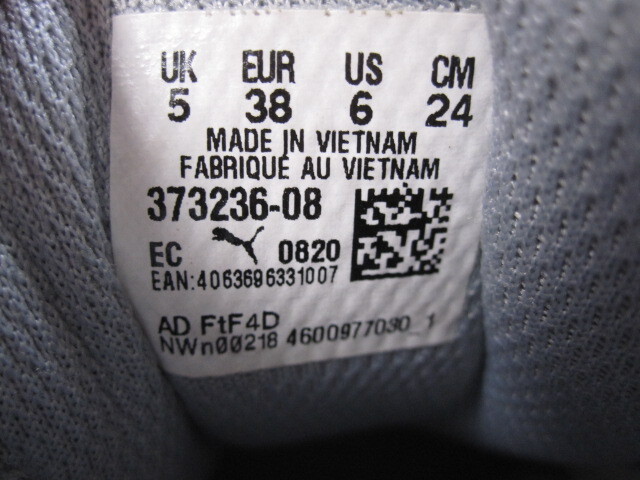 UK EUR US CM
5 38 6 24
MADE IN VIETNAM
FABRIQUÉ AU VIETNAM
373236-08
EC 0820
EAN:4063696331007
AD FtF4D
NWn00218 4600977030_1